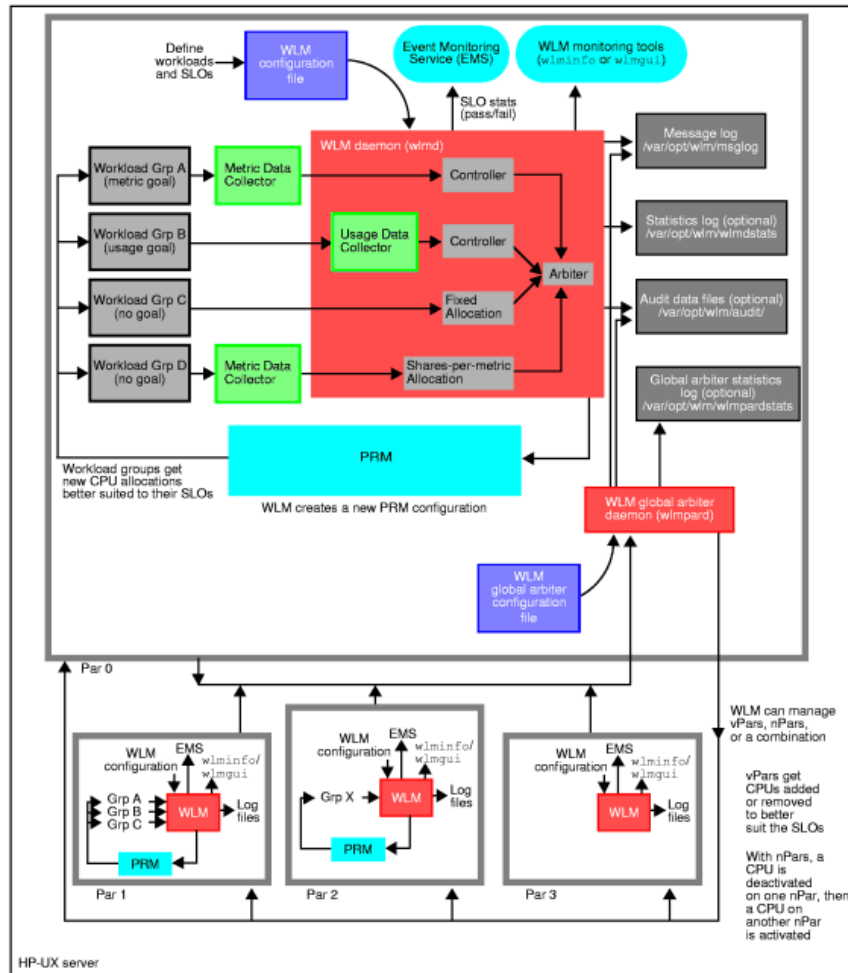 Define
workloads
and SLOs
WLM
configuration
file
Event Monitoring
Service (EMS)
WLM monitoring tools
(wlminfo or wlmgui)
SLO stats
(pass/fail)
WLM daemon (wlmd)
Message log
/var/opt/wlm/msglog
Workload Grp A
(metric goal)
Metric Data
Collector
Controller
Workload Grp B
(usage goal)
Usage Data
Collector
Controller
Arbiter
Statistics log (optional)
/var/opt/wlm/wlmdstats
Workload Grp C
(no goal)
Fixed
Allocation
Audit data files (optional)
/var/opt/wlm/audit/
Workload Grp D
(no goal)
Metric Data
Collector
Shares-per-metric
Allocation
Global arbiter statistics
log (optional)
/var/opt/wlm/wlmpardstats
PRM
Workload groups get
new CPU allocations
better suited to their SLOs
WLM creates a new PRM configuration
WLM global arbiter
daemon (wlmpard)
WLM
global arbiter
configuration
file
Par 0
WLM
configuration
EMS
wlminfo/
wlmgui
Grp A
Grp B
Grp C
WLM
Log
files
PRM
Par 1
WLM
configuration
EMS
wlminfo/
wlmgui
Grp X
WLM
Log
files
PRM
Par 2
WLM
configuration
EMS
wlminfo/
wlmgui
WLM
Log
files
Par 3
WLM can manage
vPars, nPars,
or a combination
vPars get
CPUs added
or removed
to better
suit the SLOs
With nPars, a
CPU is
deactivated
on one nPar, then
a CPU on
another nPar
is activated
HP-UX server